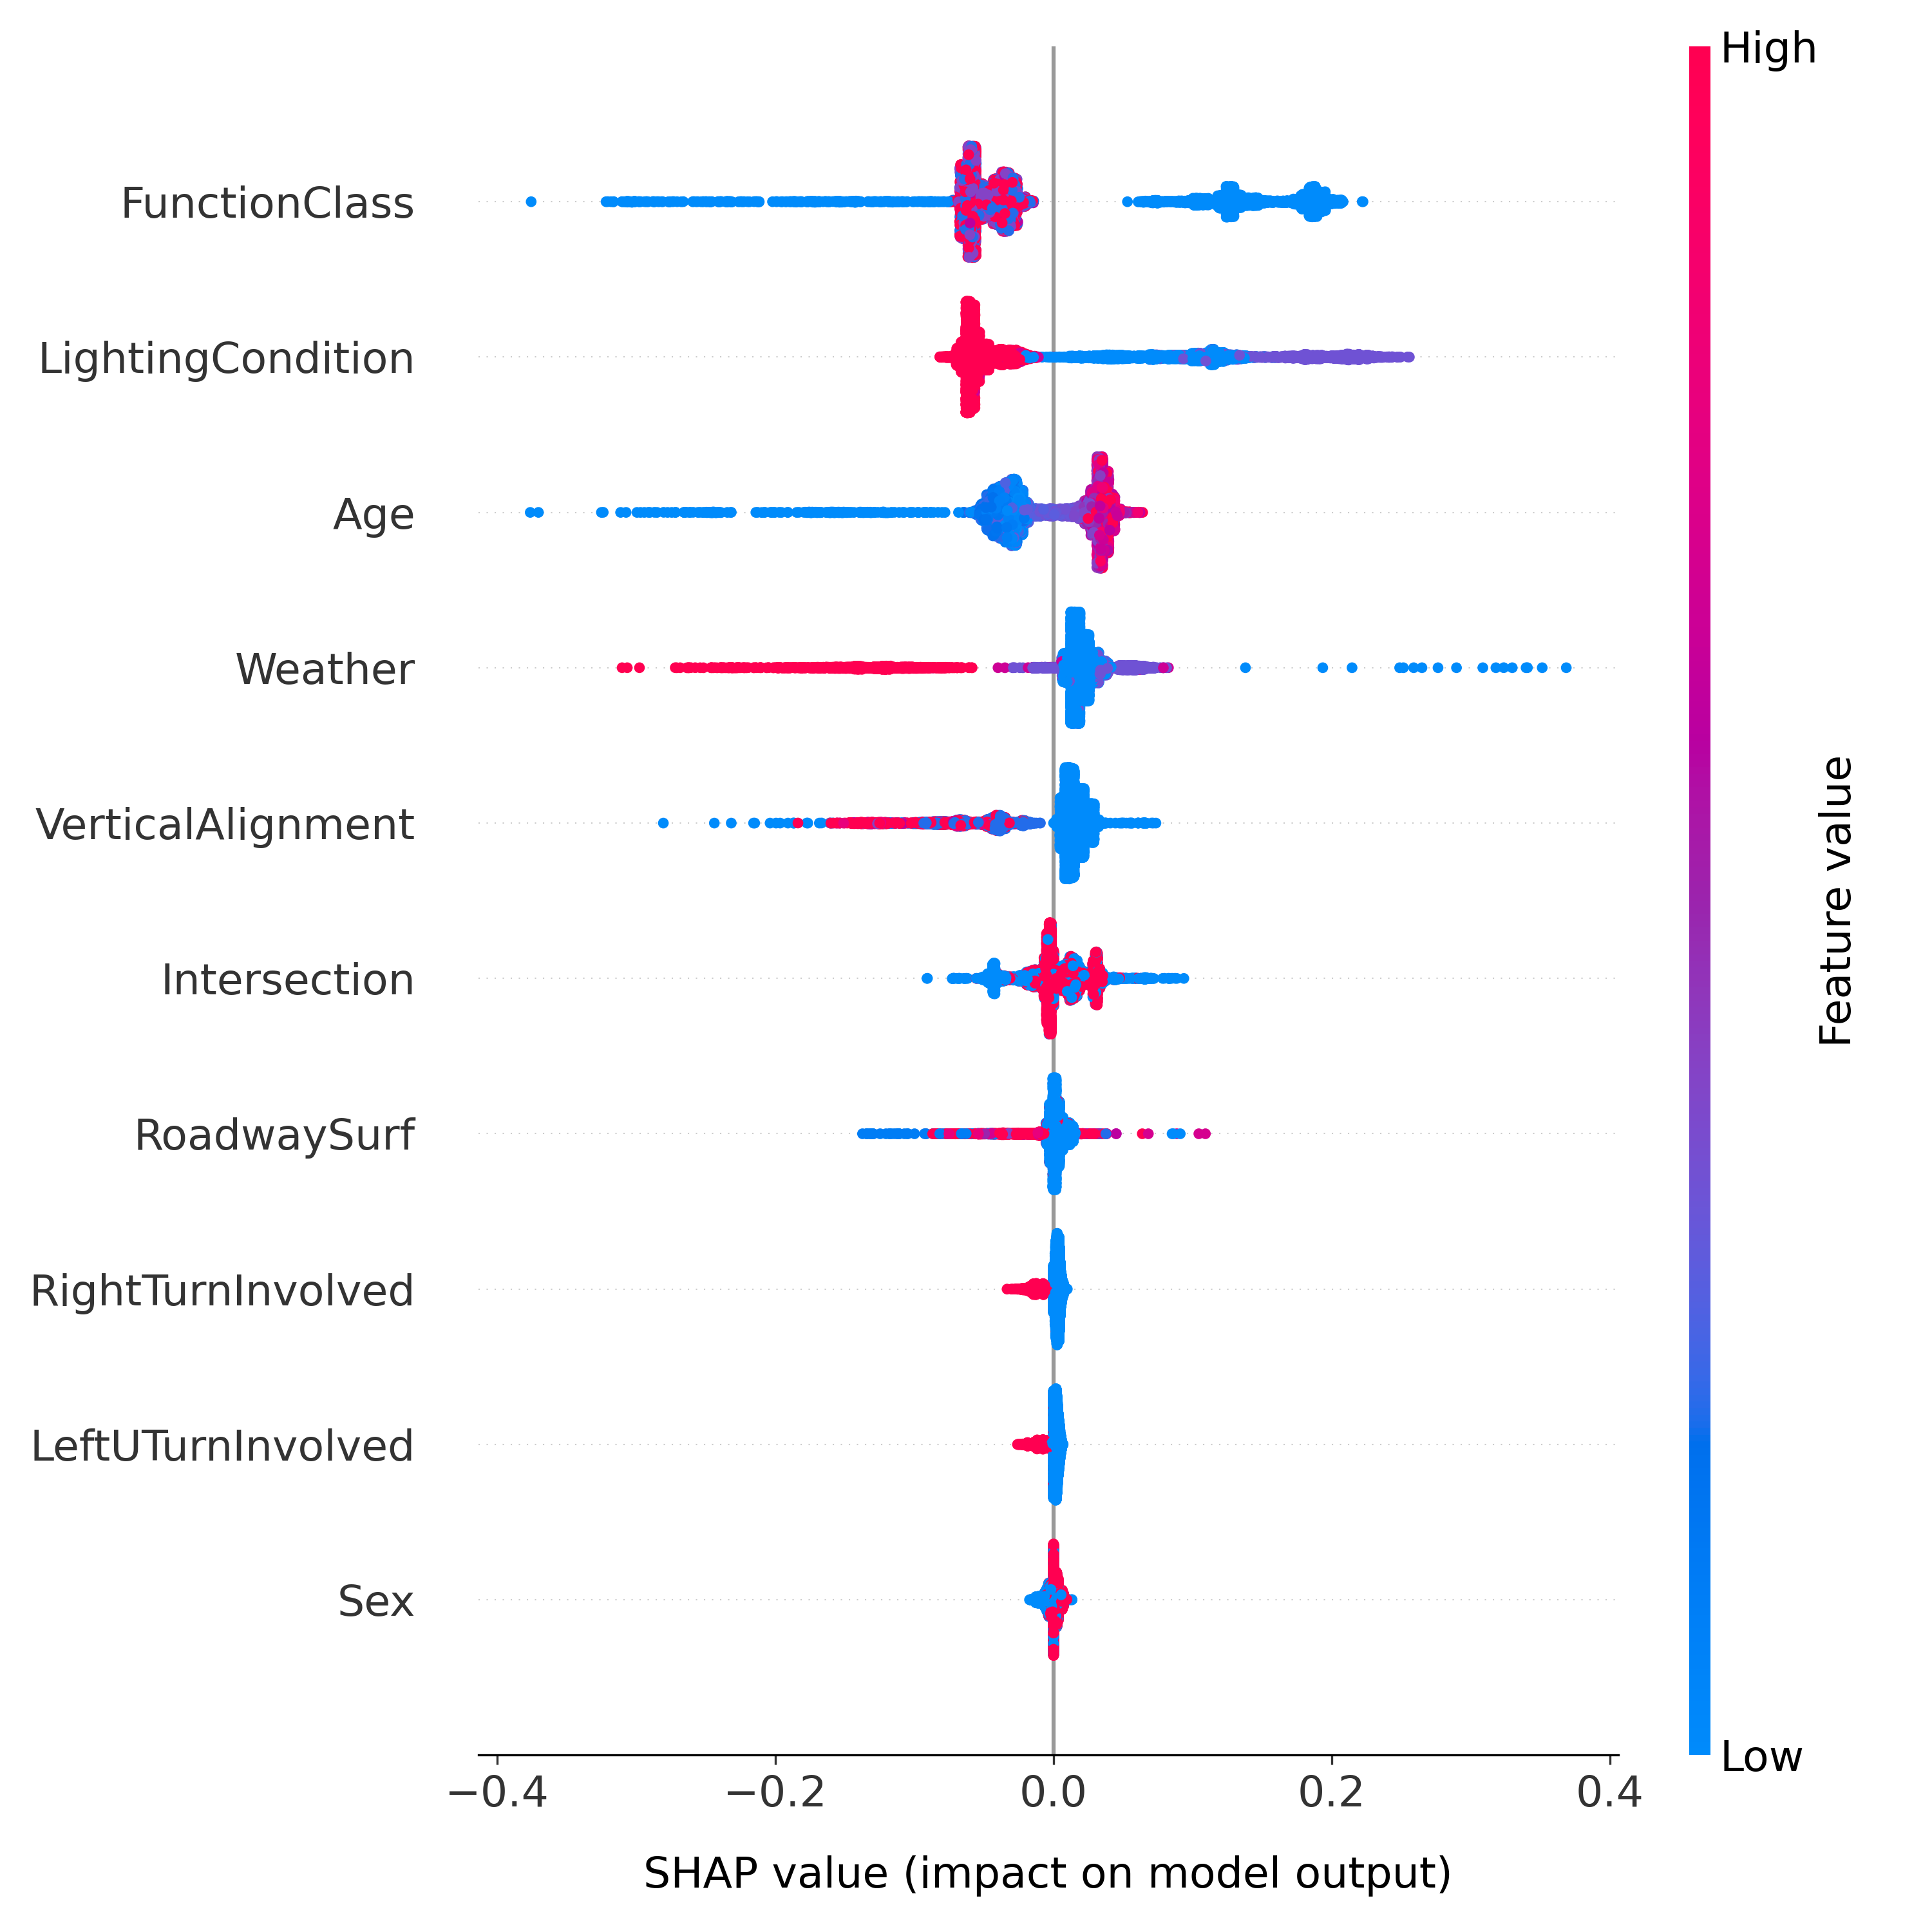 High
FunctionClass
LightingCondition
Age
Weather
VerticalAlignment
Intersection
RoadwaySurf
RightTurnInvolved
LeftUTurnInvolved
Sex
Feature value
Low
−0.4 −0.2 0.0 0.2 0.4
SHAP value (impact on model output)